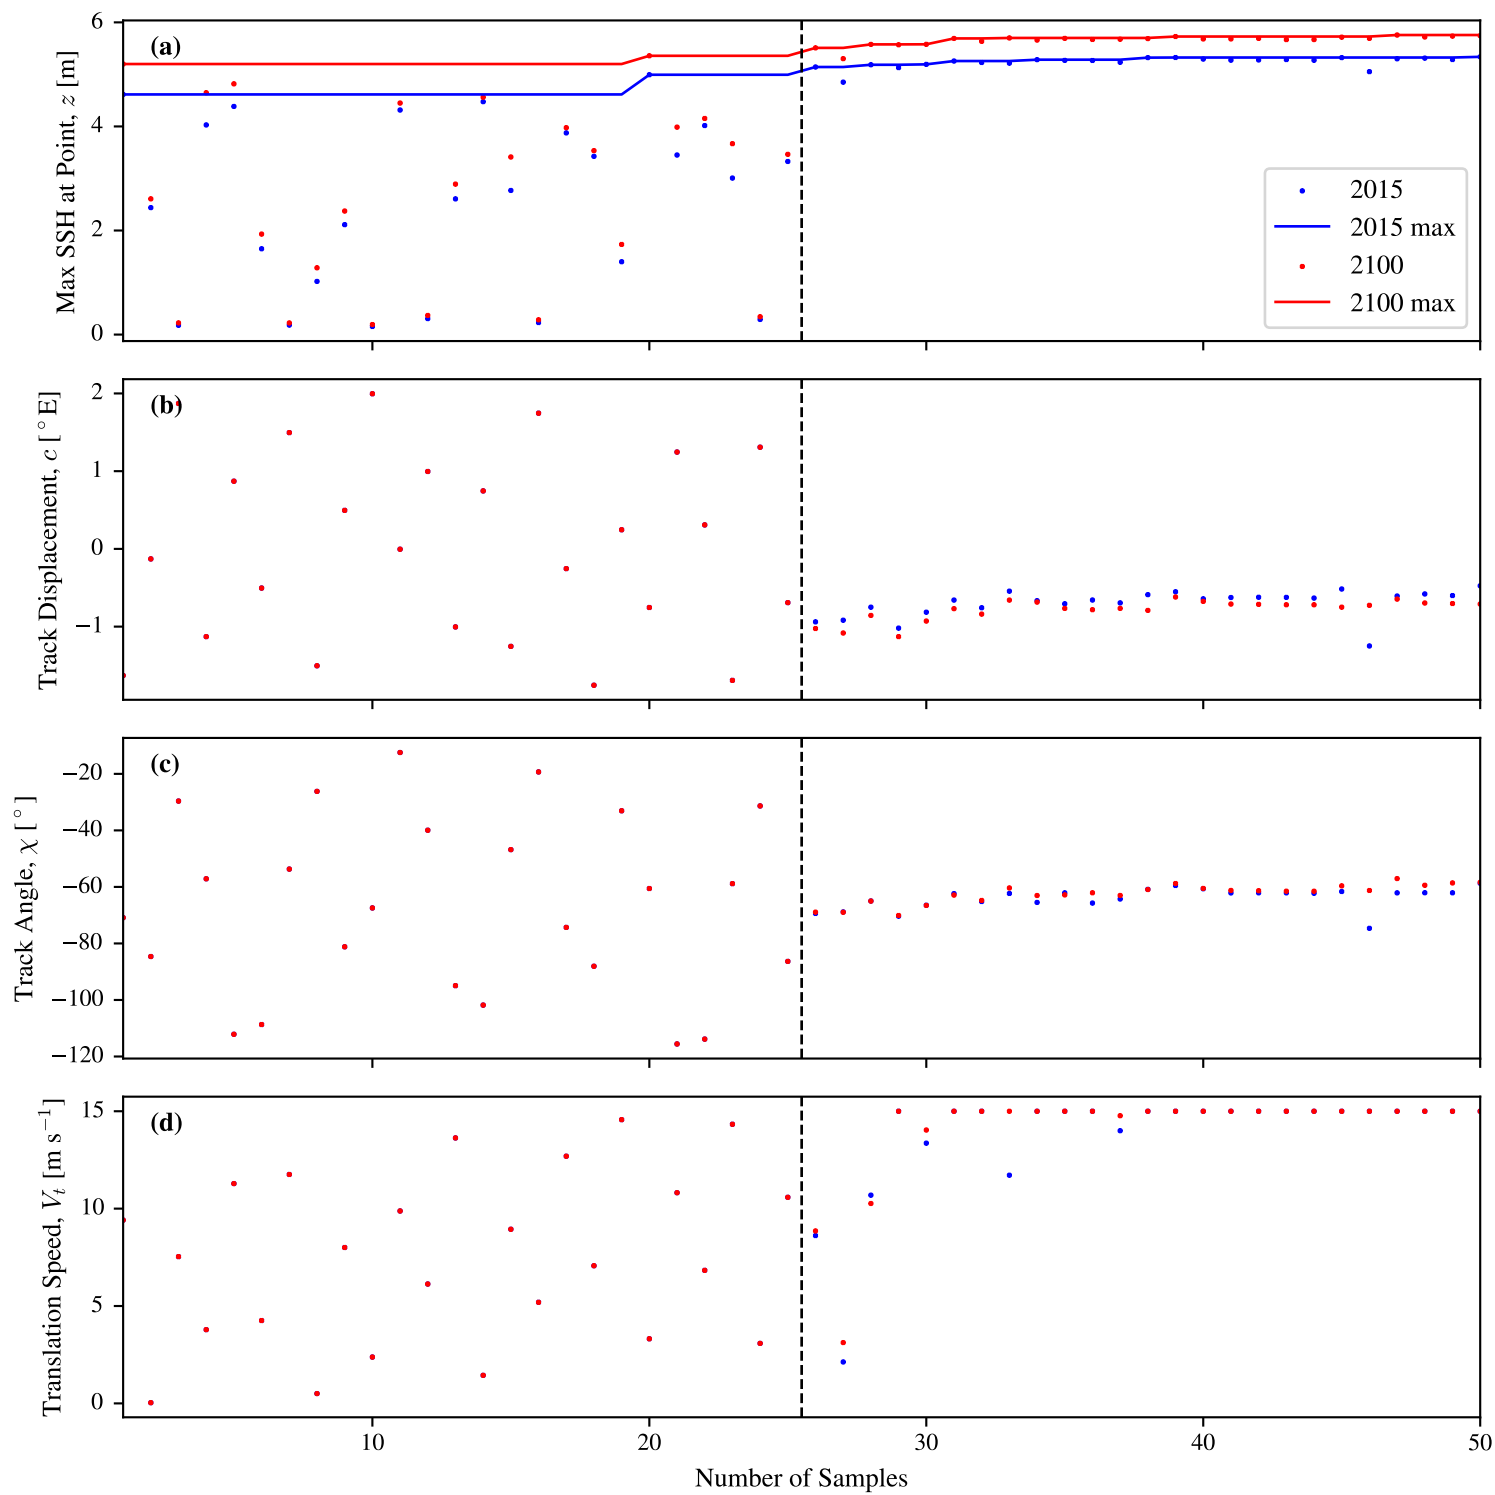 (a)
Max SSH at Point, z [m]
6
4
2
0
2015
2015 max
2100
2100 max
(b)
Track Displacement, c [°E]
2
1
0
−1
(c)
Track Angle, χ [°]
−20
−40
−60
−80
−100
−120
(d)
Translation Speed, Vₜ [m s⁻¹]
15
10
5
0
10 20 30 40 50
Number of Samples